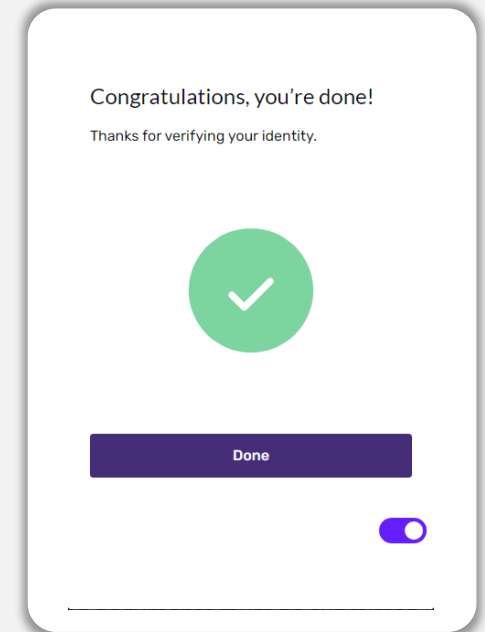 Congratulations, you’re done!
Thanks for verifying your identity.
Done